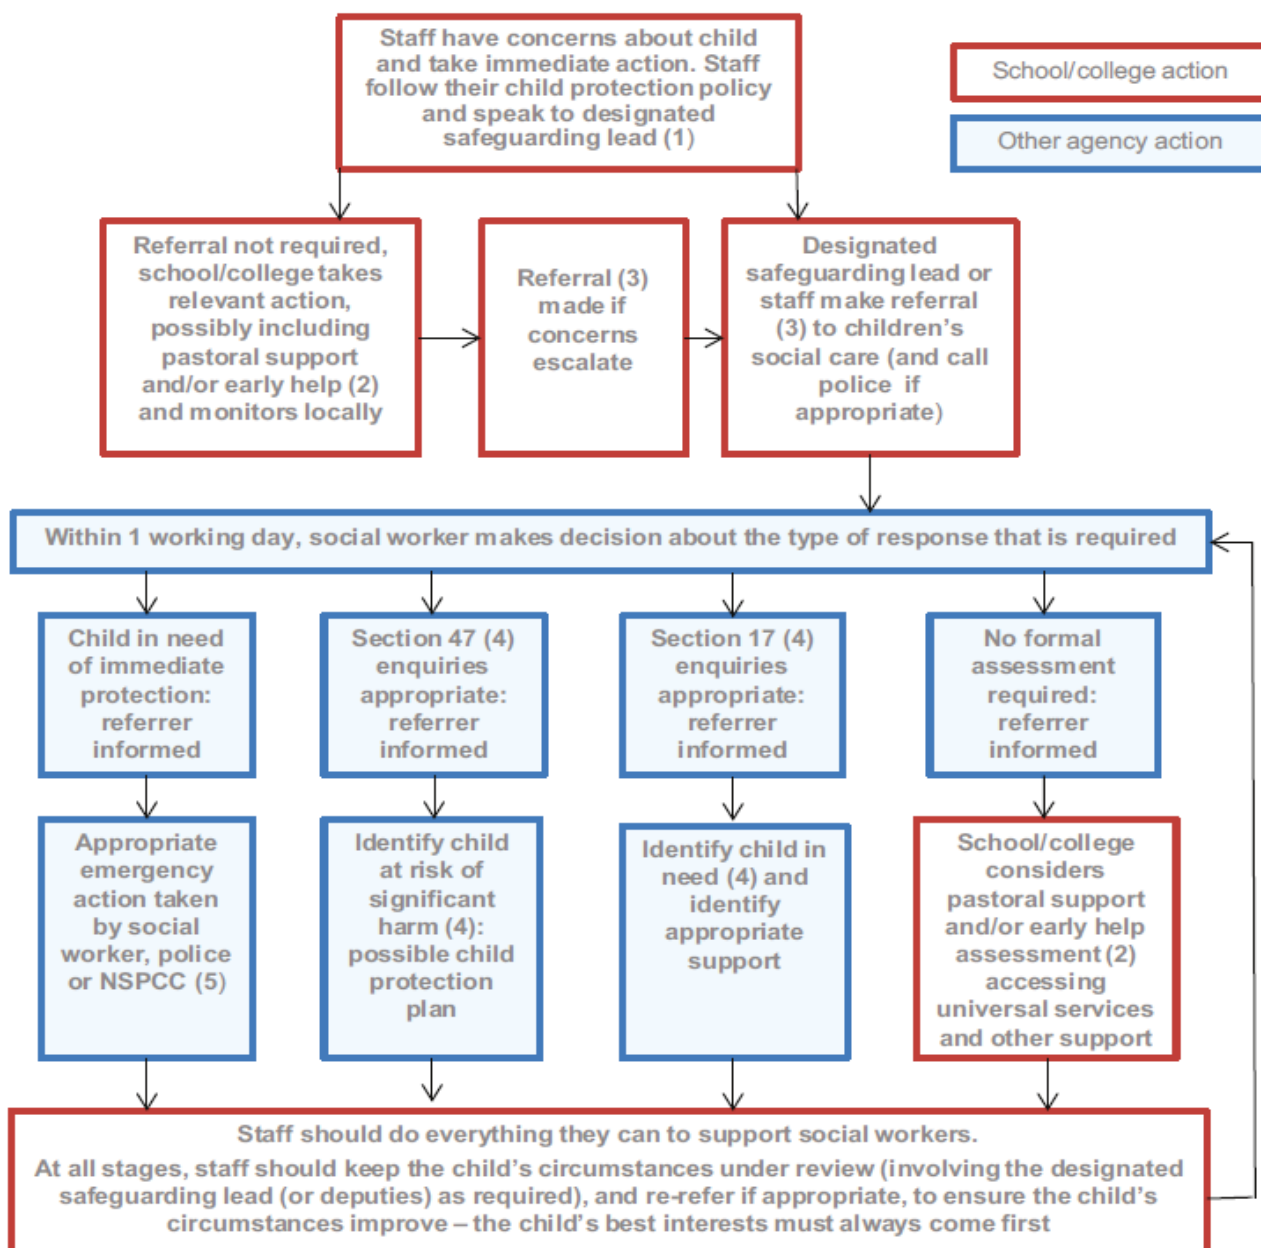 Staff have concerns about child
and take immediate action. Staff
follow their child protection policy
and speak to designated
safeguarding lead (1)
School/college action
Other agency action
Referral not required,
school/college takes
relevant action,
possibly including
pastoral support
and/or early help (2)
and monitors locally
Referral (3)
made if
concerns
escalate
Designated
safeguarding lead or
staff make referral
(3) to children’s
social care (and call
police if
appropriate)
Within 1 working day, social worker makes decision about the type of response that is required
Child in need
of immediate
protection:
referrer
informed
Section 47 (4)
enquiries
appropriate:
referrer
informed
Section 17 (4)
enquiries
appropriate:
referrer
informed
No formal
assessment
required:
referrer
informed
Appropriate
emergency
action taken
by social
worker, police
or NSPCC (5)
Identify child
at risk of
significant
harm (4):
possible child
protection
plan
Identify child in
need (4) and
identify
appropriate
support
School/college
considers
pastoral support
and/or early help
assessment (2)
accessing
universal services
and other support
Staff should do everything they can to support social workers.
At all stages, staff should keep the child’s circumstances under review (involving the designated
safeguarding lead (or deputies) as required), and re-refer if appropriate, to ensure the child’s
circumstances improve – the child’s best interests must always come first